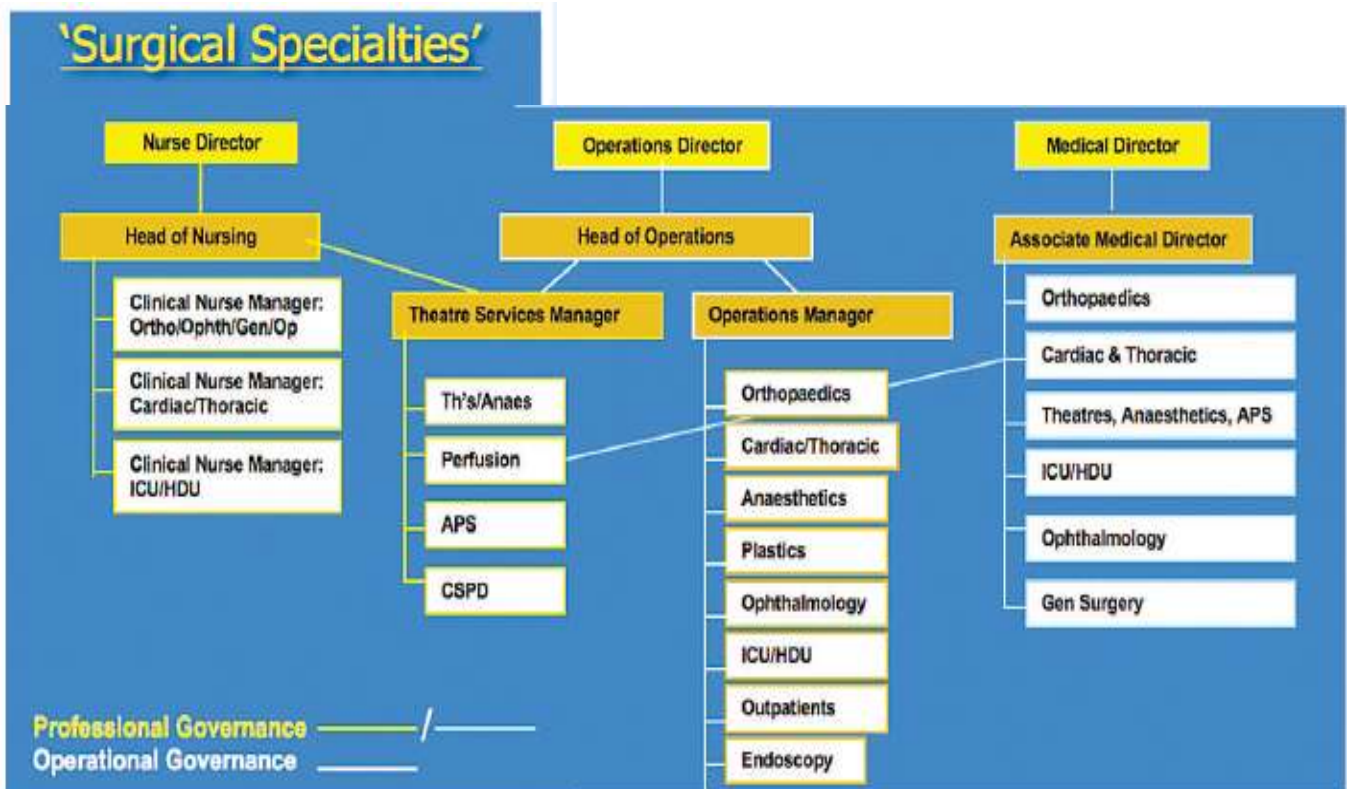 ‘Surgical Specialties’
Nurse Director
Operations Director
Medical Director
Head of Nursing
Head of Operations
Associate Medical Director
Clinical Nurse Manager:
Ortho/Ophth/Gen/Op
Clinical Nurse Manager:
Cardiac/Thoracic
Clinical Nurse Manager:
ICU/HDU
Theatre Services Manager
Th's/Anaes
Perfusion
APS
CSPD
Operations Manager
Orthopaedics
Cardiac/Thoracic
Anaesthetics
Plastics
Ophthalmology
ICU/HDU
Outpatients
Endoscopy
Orthopaedics
Cardiac & Thoracic
Theatres, Anaesthetics, APS
ICU/HDU
Ophthalmology
Gen Surgery
Professional Governance /
Operational Governance